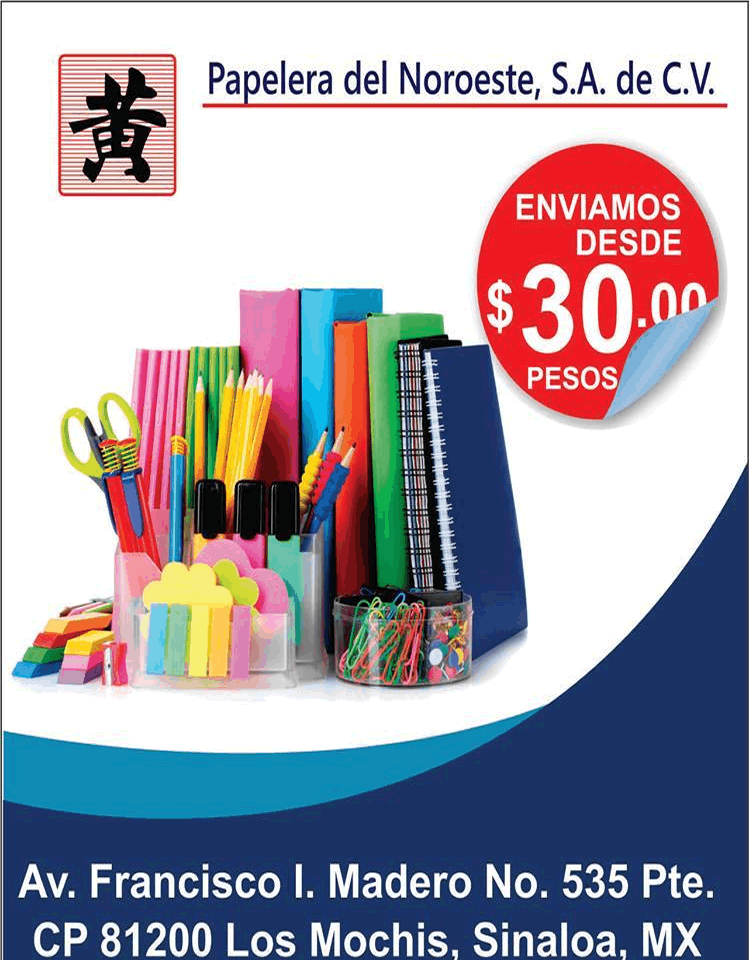 黄
Papelera del Noroeste, S.A. de C.V.
ENVIAMOS
DESDE
$30.00
PESOS
Av. Francisco I. Madero No. 535 Pte.
CP 81200 Los Mochis, Sinaloa, MX